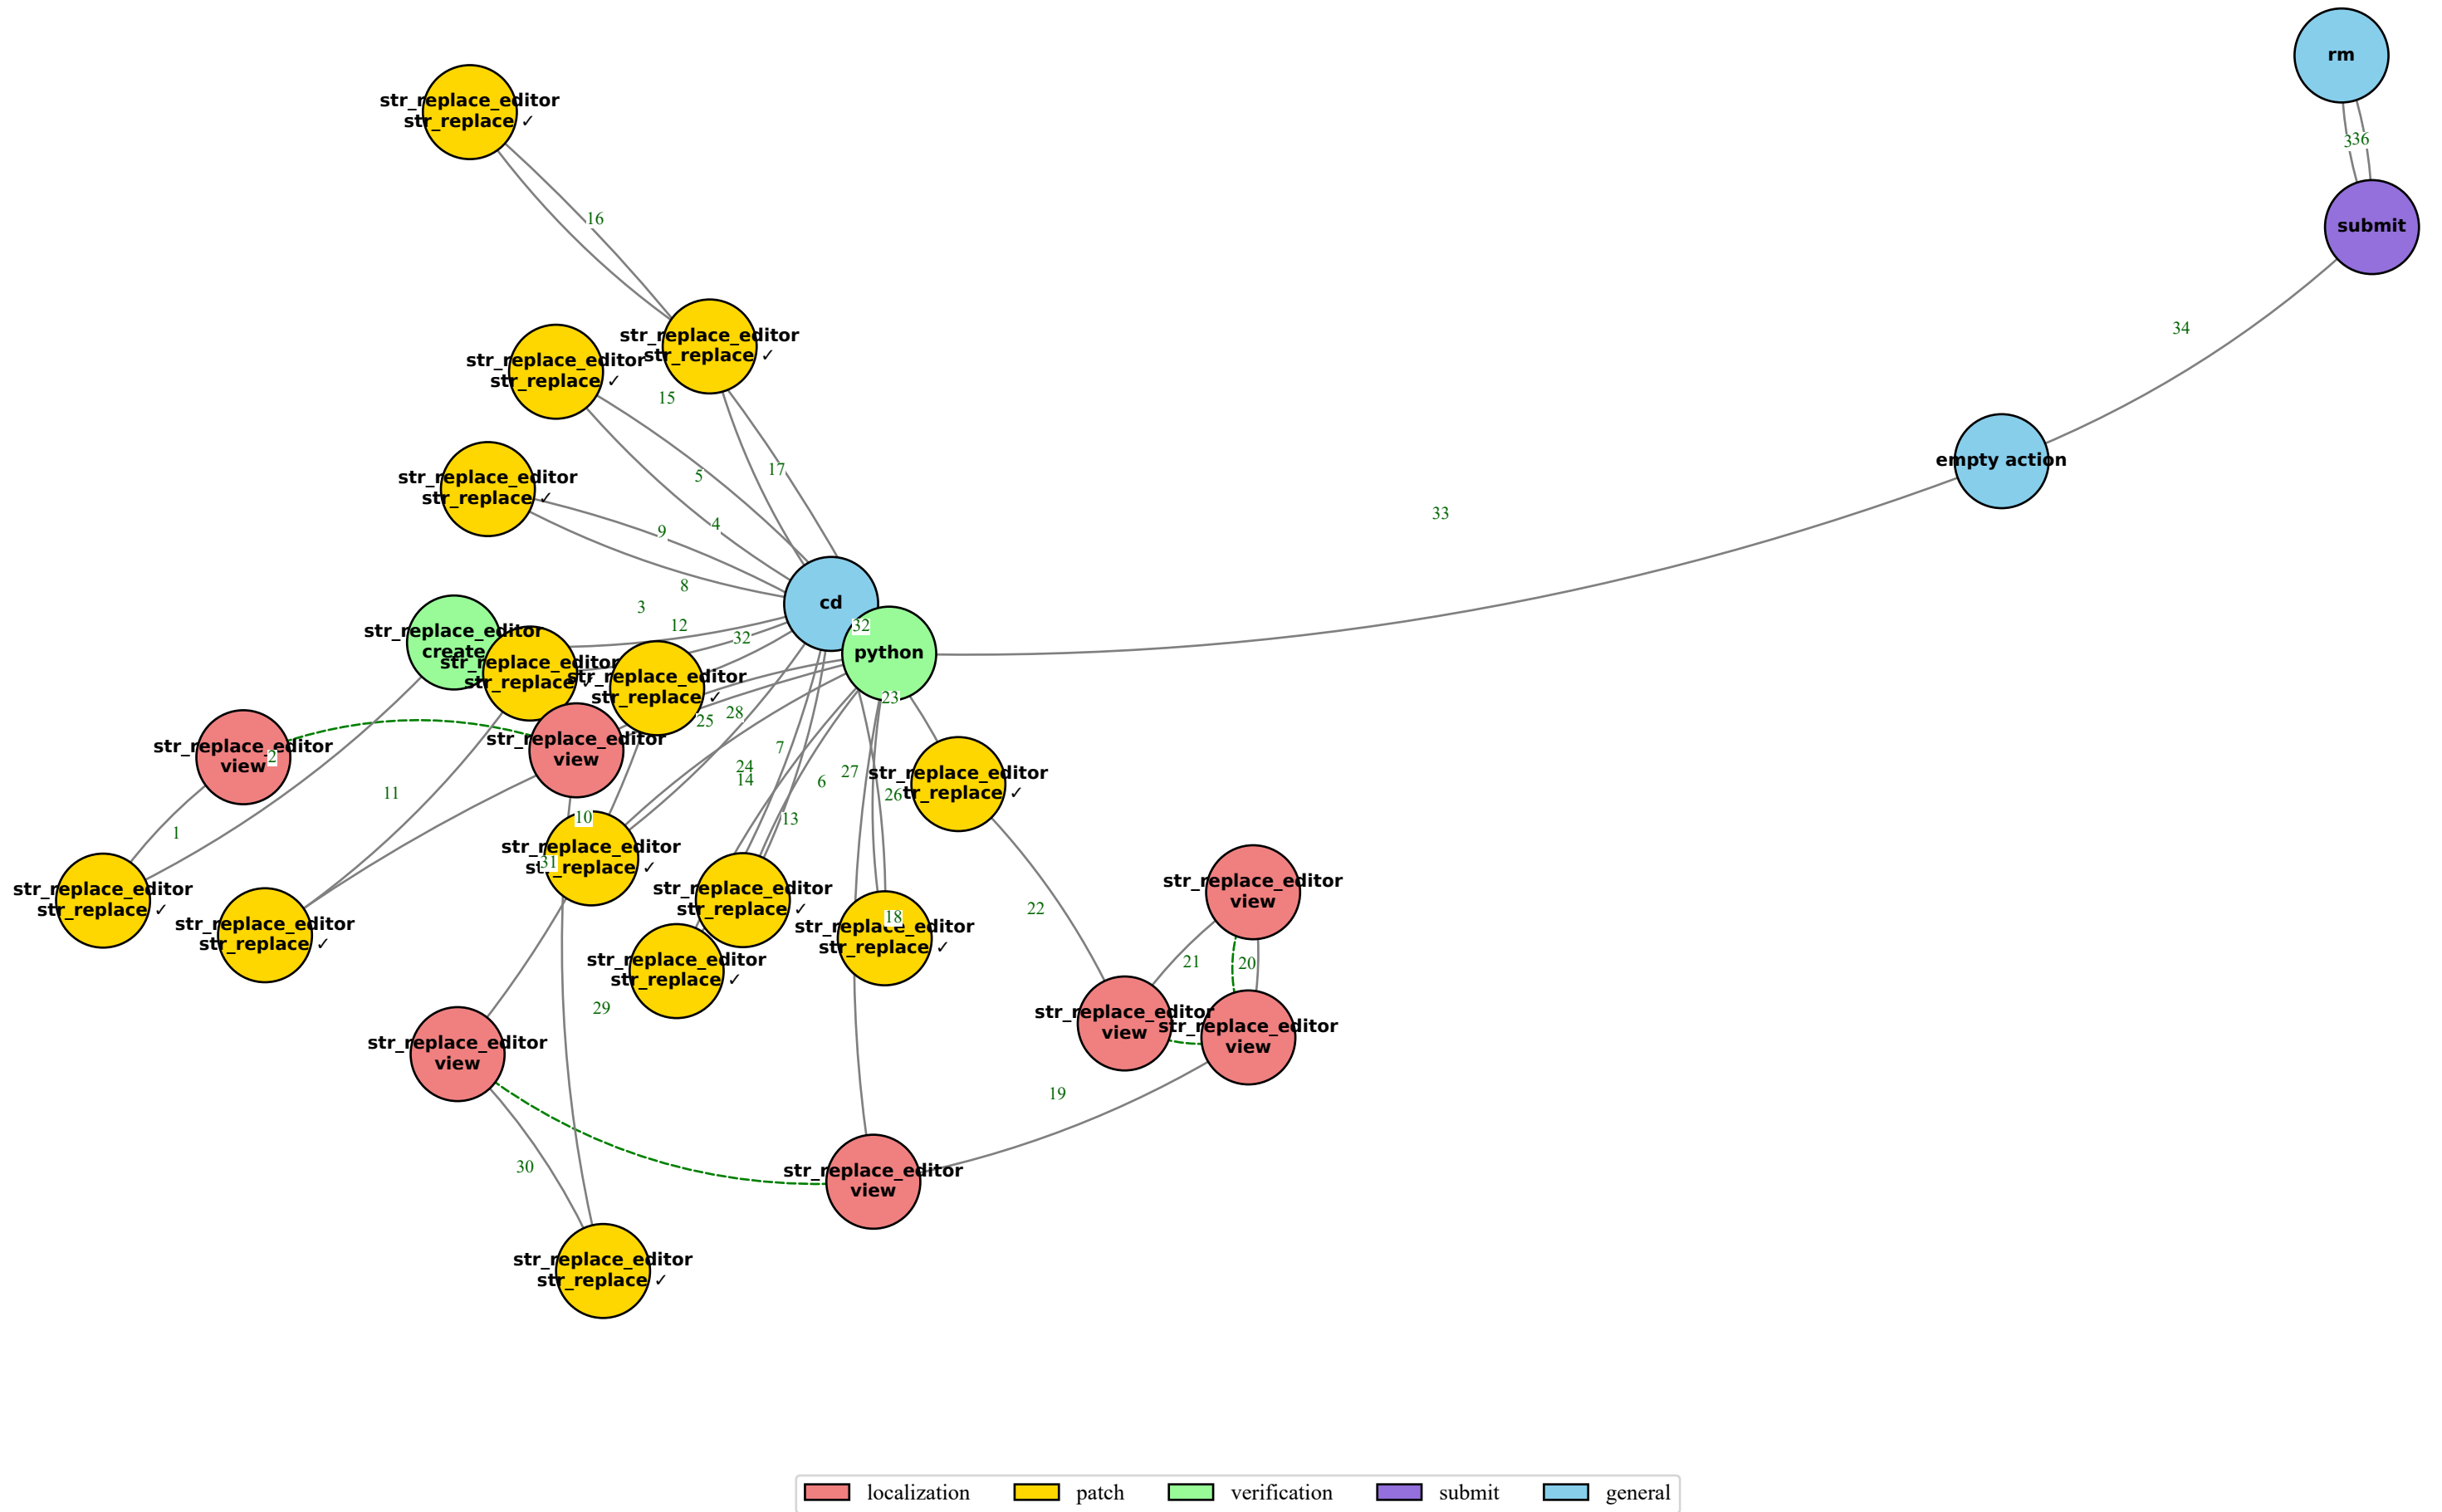 rm
336
submit
str_replace_editor
str_replace ✓
16
34
str_replace_editor
str_replace ✓
str_replace_editor
str_replace ✓
15
empty action
17
5
str_replace_editor
str_replace ✓
33
4
9
8
cd
3
12
32
32
str_replace_editor
create
python
str_replace_editor
str_replace ✓
str_replace_editor
str_replace ✓
23
25
28
str_replace_editor
view
2
str_replace_editor
view
7
24
14
6
27
str_replace_editor
tr_replace ✓
26
11
10
13
1
str_replace_editor
str_replace ✓
31
str_replace_editor
view
str_replace_editor
str_replace ✓
str_replace_editor
str_replace ✓
22
18
str_replace_editor
str_replace ✓
str_replace_editor
str_replace ✓
21
20
str_replace_editor
str_replace ✓
29
str_replace_editor
view
str_replace_editor
view
str_replace_editor
view
19
30
str_replace_editor
view
str_replace_editor
str_replace ✓
localization
patch
verification
submit
general